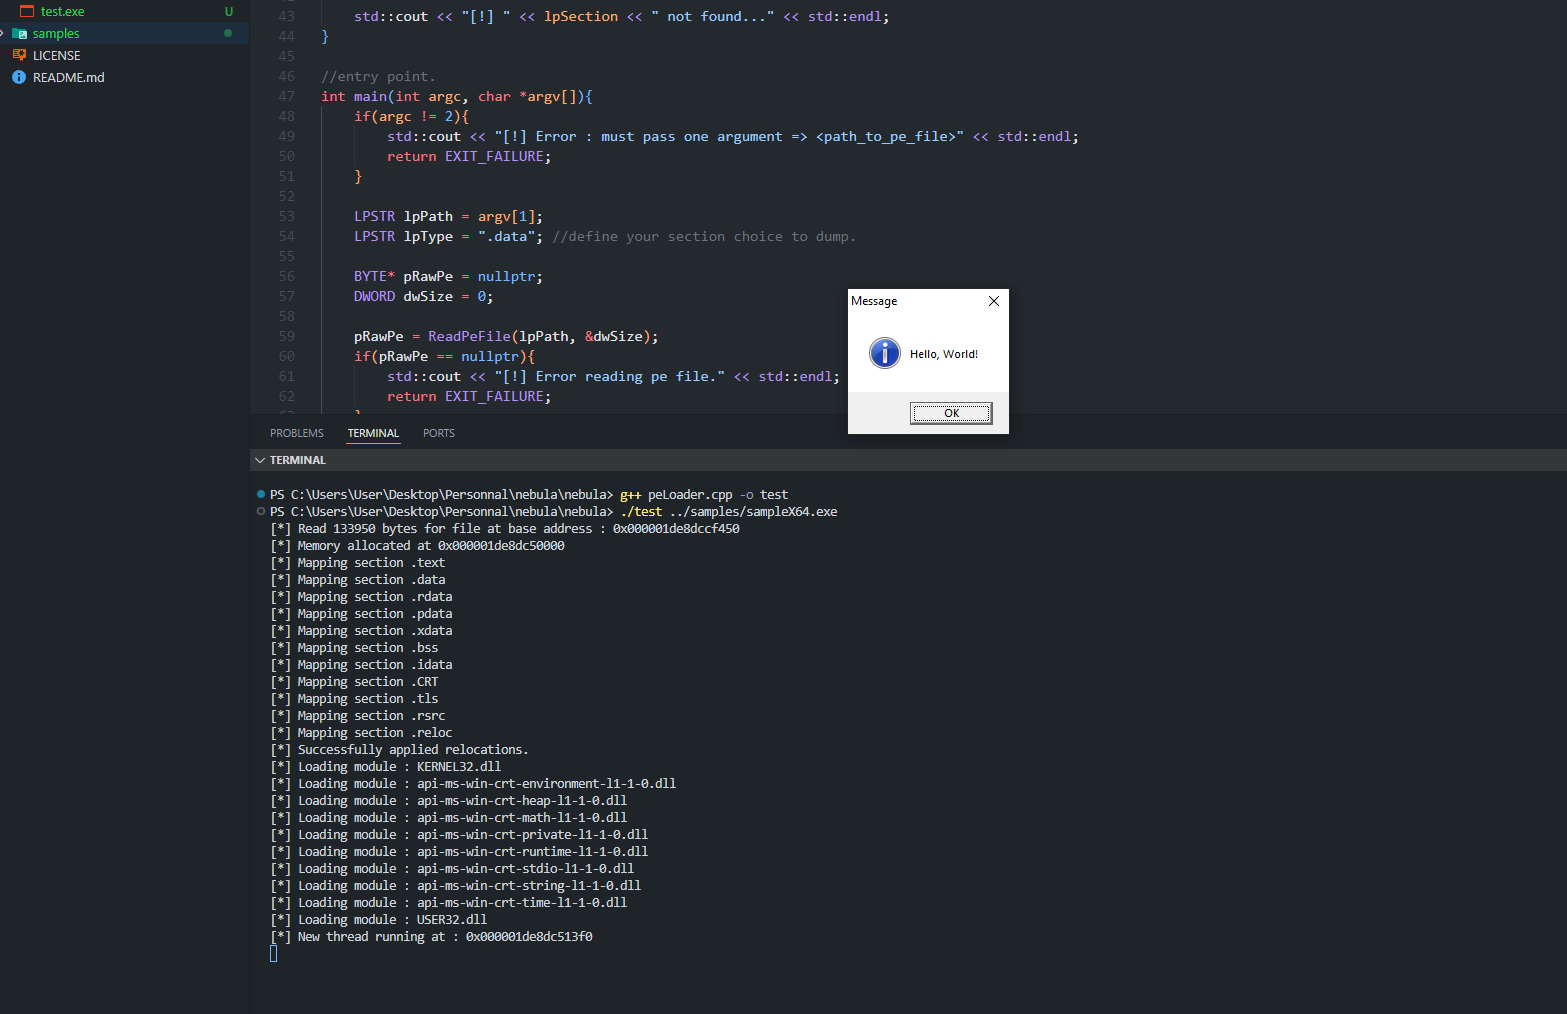 test.exe U
samples
LICENSE
README.md
43 std::cout << "[!] " << lpSection << " not found..." << std::endl;
44 }
45
46 //entry point.
47 int main(int argc, char *argv[]){
48 if(argc != 2){
49 std::cout << "[!] Error : must pass one argument => <path_to_pe_file>" << std::endl;
50 return EXIT_FAILURE;
51 }
52
53 LPSTR lpPath = argv[1];
54 LPSTR lpType = ".data"; //define your section choice to dump.
55
56 BYTE* pRawPe = nullptr;
57 DWORD dwSize = 0;
58
59 pRawPe = ReadPeFile(lpPath, &dwSize);
60 if(pRawPe == nullptr){
61 std::cout << "[!] Error reading pe file." << std::endl;
62 return EXIT_FAILURE;
Message
Hello, World!
OK
PROBLEMS TERMINAL PORTS
TERMINAL
PS C:\Users\User\Desktop\Personnal\nebula\nebula> g++ peLoader.cpp -o test
PS C:\Users\User\Desktop\Personnal\nebula\nebula> ./test ../samples/sampleX64.exe
[*] Read 133950 bytes for file at base address : 0x000001de8dccf450
[*] Memory allocated at 0x000001de8dc50000
[*] Mapping section .text
[*] Mapping section .data
[*] Mapping section .rdata
[*] Mapping section .pdata
[*] Mapping section .xdata
[*] Mapping section .bss
[*] Mapping section .idata
[*] Mapping section .CRT
[*] Mapping section .tls
[*] Mapping section .rsrc
[*] Mapping section .reloc
[*] Successfully applied relocations.
[*] Loading module : KERNEL32.dll
[*] Loading module : api-ms-win-crt-environment-l1-1-0.dll
[*] Loading module : api-ms-win-crt-heap-l1-1-0.dll
[*] Loading module : api-ms-win-crt-math-l1-1-0.dll
[*] Loading module : api-ms-win-crt-private-l1-1-0.dll
[*] Loading module : api-ms-win-crt-runtime-l1-1-0.dll
[*] Loading module : api-ms-win-crt-stdio-l1-1-0.dll
[*] Loading module : api-ms-win-crt-string-l1-1-0.dll
[*] Loading module : api-ms-win-crt-time-l1-1-0.dll
[*] Loading module : USER32.dll
[*] New thread running at : 0x000001de8dc513f0